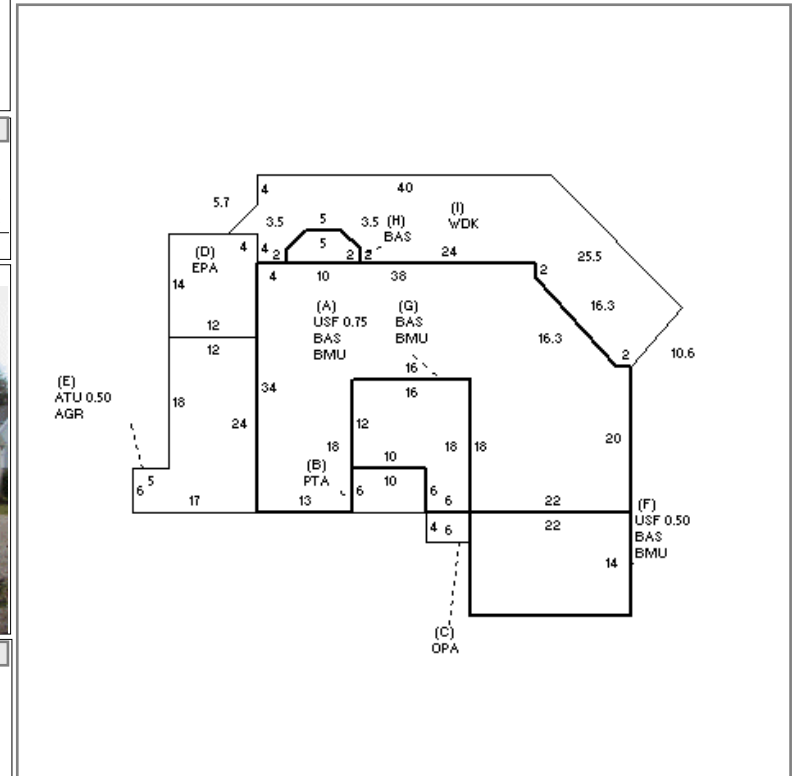 4
40
5.7
3.5
5
3.5
(H)
BAS
(I)
WDK
(D)
EPA
4
4
2
5
2
2
24
25.5
14
4
10
38
2
16.3
12
(A)
USF 0.75
BAS
BMU
(G)
BAS
BMU
16.3
12
2
10.6
16
(E)
ATU 0.50
AGR
18
34
16
24
12
18
18
18
20
10
(B)
PTA
5
6
17
13
6
10
6
6
22
(F)
USF 0.50
BAS
BMU
4
6
22
14
(C)
OPA